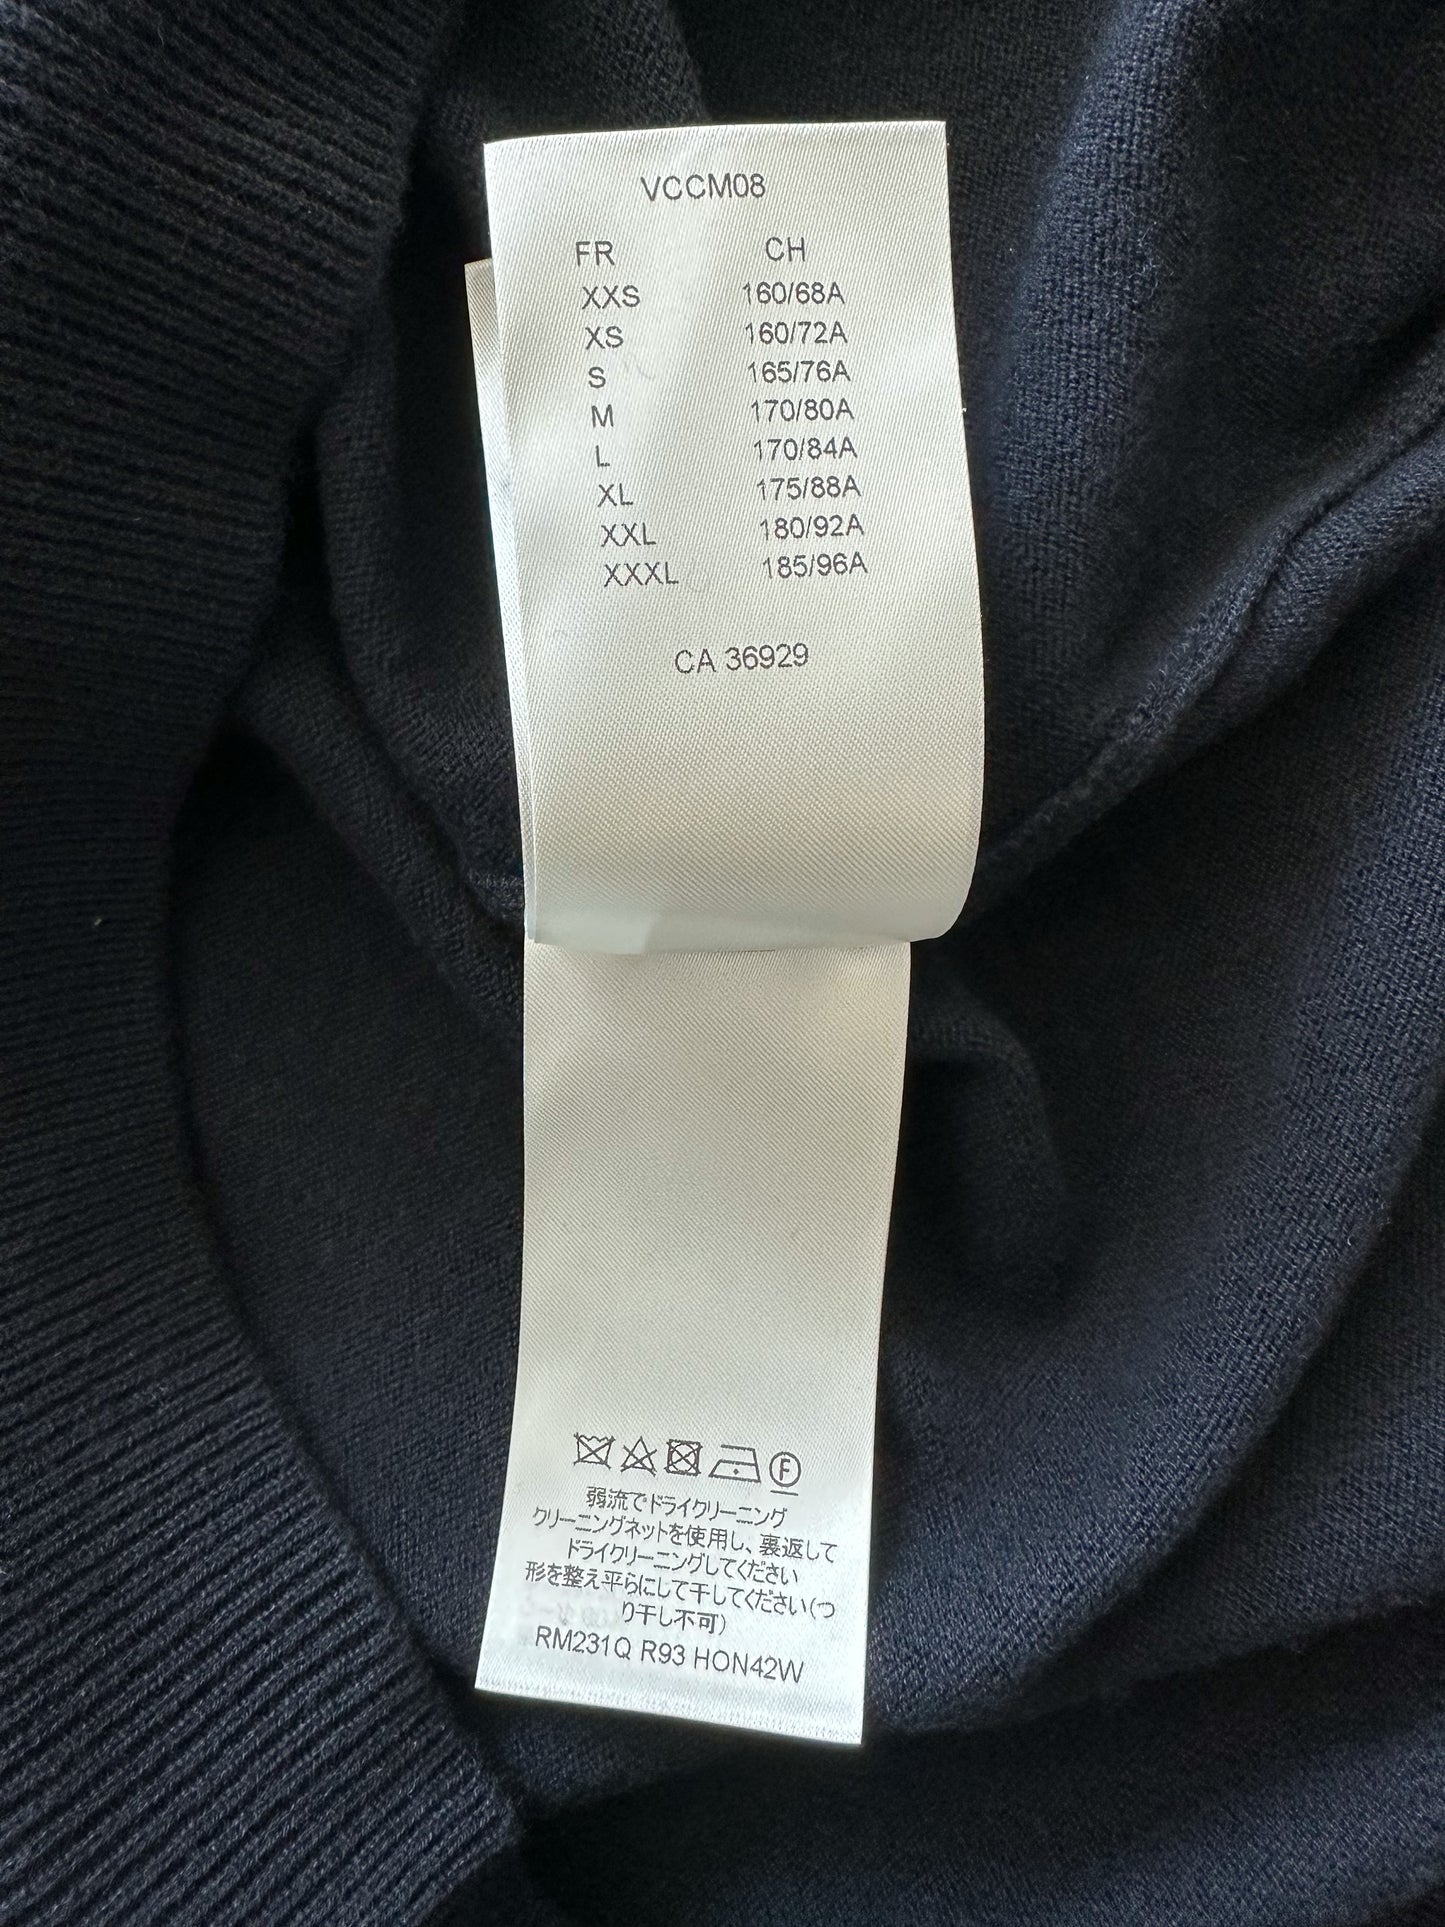 VCCM08
FR CH
XXS 160/68A
XS 160/72A
S 165/76A
M 170/80A
L 170/84A
XL 175/88A
XXL 180/92A
XXXL 185/96A
CA 36929
F
弱流でドライクリーニング
クリーニングネットを使用し、裏返して
ドライクリーニングしてください
形を整え平らにして干してください(つ
り干し不可)
RM231Q R93 HON42W